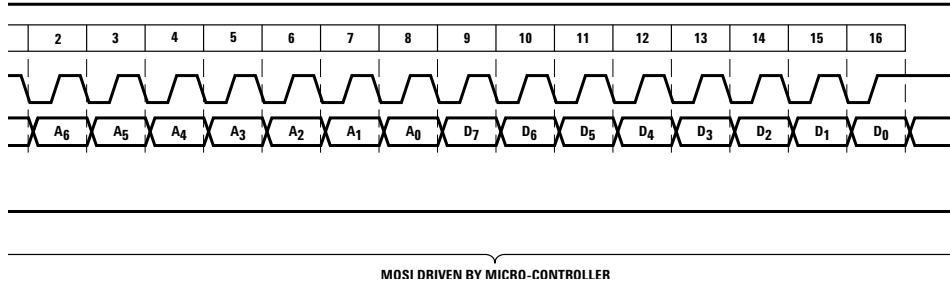 2 3 4 5 6 7 8 9 10 11 12 13 14 15 16
A6 A5 A4 A3 A2 A1 A0 D7 D6 D5 D4 D3 D2 D1 D0
MOSI DRIVEN BY MICRO-CONTROLLER